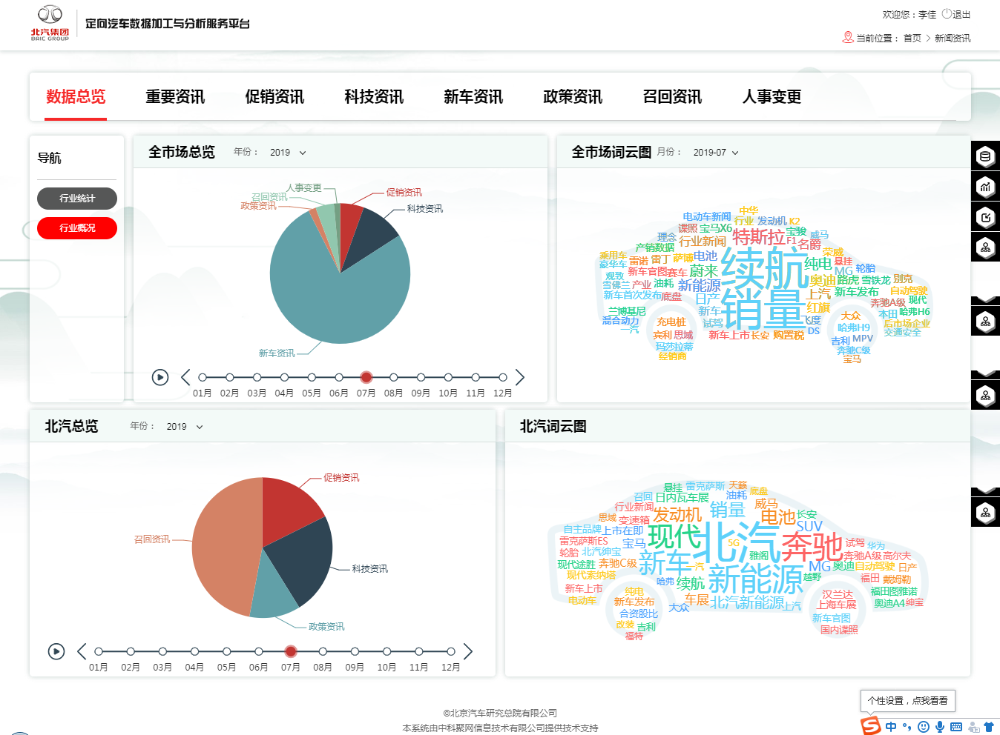 北汽集团
BAIC GROUP
定向汽车数据加工与分析服务平台
欢迎您：李佳 退出
当前位置： 首页 > 新闻资讯
数据总览 重要资讯 促销资讯 科技资讯 新车资讯 政策资讯 召回资讯 人事变更
导航
行业统计
行业概况
全市场总览 年份： 2019
人事变更
召回资讯
政策资讯
促销资讯
科技资讯
新车资讯
01月 02月 03月 04月 05月 06月 07月 08月 09月 10月 11月 12月
全市场词云图 月份： 2019-07
中华
电动车新闻 行业 发动机 K2
谍照 宝马X6 宝骏 威马
理念 行业新闻 特斯拉 F1 名爵
产销数据 荣威
乘用车 雷诺 雷丁 萨博 电池 续航 纯电 悬挂
豪华车 新车官图 赛车 蔚来 MG 轮胎
观致 奥迪 路虎 雪铁龙 别克
雪佛兰 产业 油耗 新能源 上汽 新车发布 自动驾驶
新车首次发布 底盘 日产 销量 红旗 奔驰A级 现代
兰博基尼 新车 本田 哈弗H6
混合动力 充电桩 试驾 飞度 大众 后市场企业
一汽 DS 哈弗H9 交通安全
宾利 思域 新车上市 长安 购置税 吉利 MPV
玛莎拉蒂 奔驰C级
经销商 宝马
北汽总览 年份： 2019
促销资讯
召回资讯
科技资讯
政策资讯
01月 02月 03月 04月 05月 06月 07月 08月 09月 10月 11月 12月
北汽词云图
悬挂 雷克萨斯 天籁
召回 日内瓦车展 油耗 底盘
行业新闻 销量 威马
思域 变速箱 发动机 电池 长安
自主品牌 上市在即 现代 北汽 SUV
雷克萨斯ES 宝马 5G 奔驰 试驾 华为
轮胎 北汽绅宝 雅阁 奔驰A级 高尔夫
现代途胜 奔驰C级 新车 一汽 MG 奥迪 自动驾驶 日产
现代索纳塔 哈弗 续航 新能源 越野 福田 戴姆勒
新车上市 纯电 汉兰达 福田图雅诺
电动车 新车发布 车展 北汽新能源 上汽 上海车展 奥迪A4 绅宝
合资股比 大众 新车官图
改装 吉利 国内谍照
福特
©北京汽车研究总院有限公司
本系统由中科聚网信息技术有限公司提供技术支持
个性设置，点我看看
中